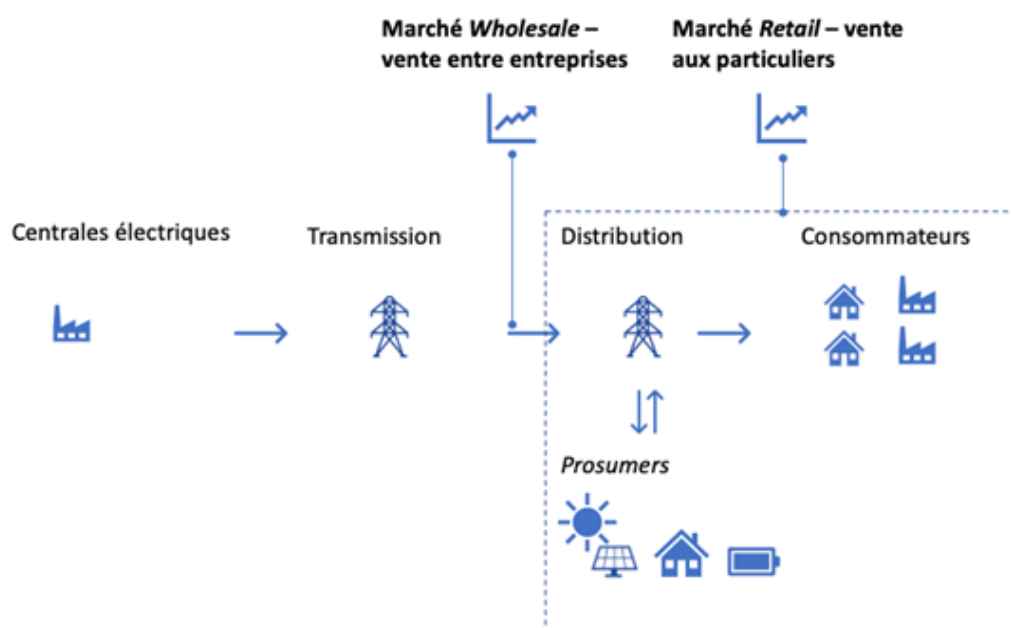 Marché Wholesale –
vente entre entreprises
Marché Retail – vente
aux particuliers
Centrales électriques
Transmission
Distribution
Consommateurs
Prosumers